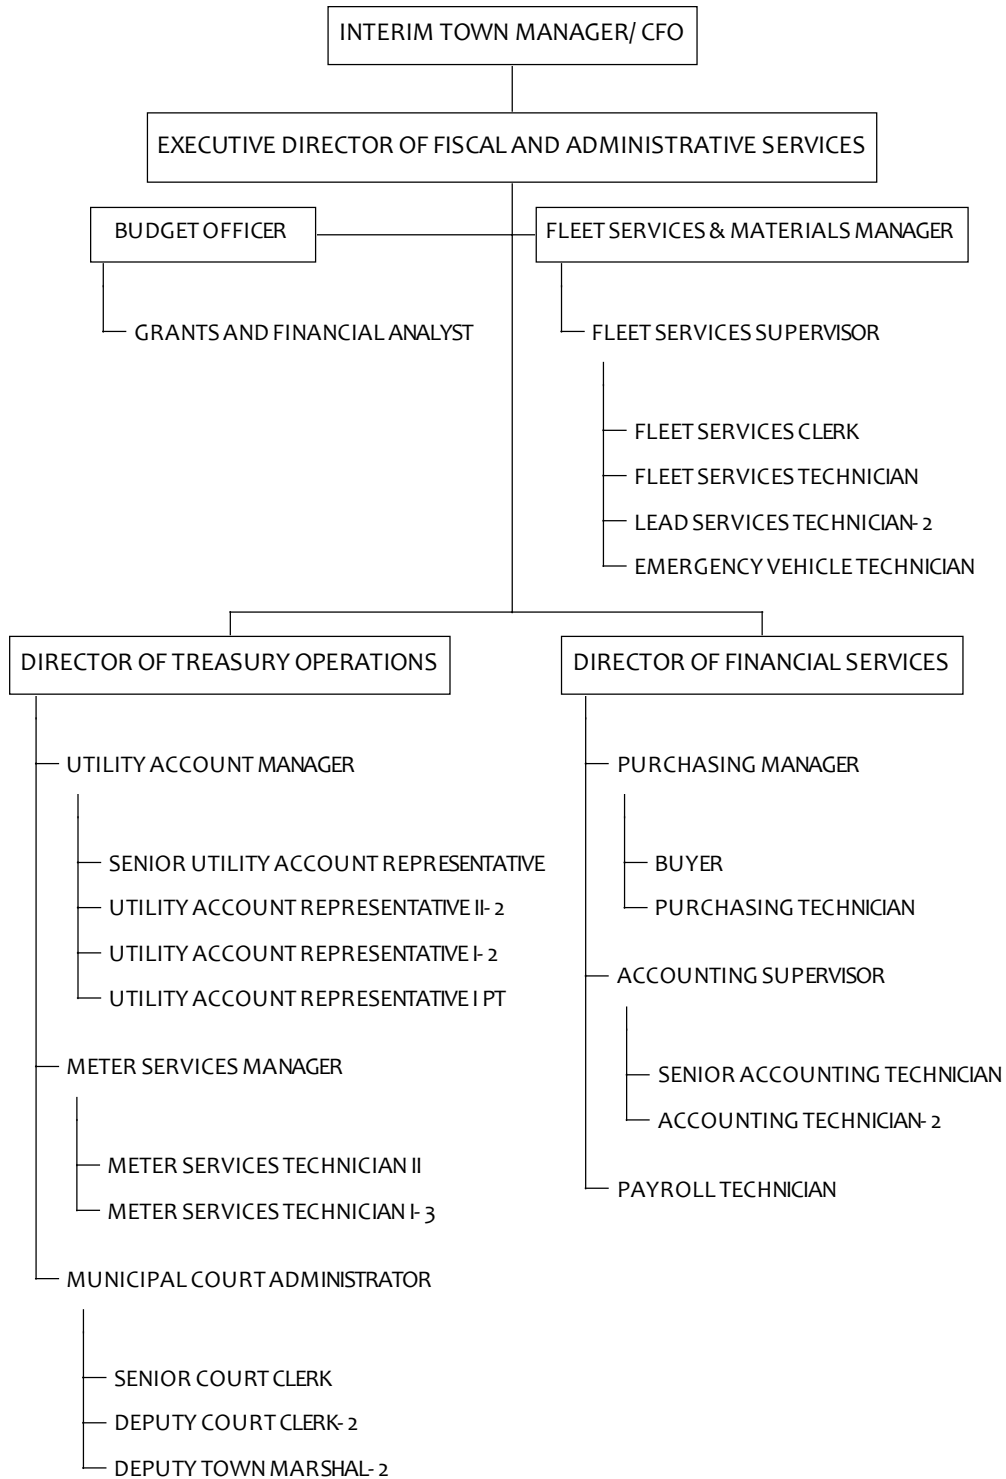 INTERIM TOWN MANAGER/ CFO
EXECUTIVE DIRECTOR OF FISCAL AND ADMINISTRATIVE SERVICES
BUDGET OFFICER
GRANTS AND FINANCIAL ANALYST
FLEET SERVICES & MATERIALS MANAGER
FLEET SERVICES SUPERVISOR
FLEET SERVICES CLERK
FLEET SERVICES TECHNICIAN
LEAD SERVICES TECHNICIAN- 2
EMERGENCY VEHICLE TECHNICIAN
DIRECTOR OF TREASURY OPERATIONS
UTILITY ACCOUNT MANAGER
SENIOR UTILITY ACCOUNT REPRESENTATIVE
UTILITY ACCOUNT REPRESENTATIVE II- 2
UTILITY ACCOUNT REPRESENTATIVE I- 2
UTILITY ACCOUNT REPRESENTATIVE I PT
METER SERVICES MANAGER
METER SERVICES TECHNICIAN II
METER SERVICES TECHNICIAN I- 3
MUNICIPAL COURT ADMINISTRATOR
SENIOR COURT CLERK
DEPUTY COURT CLERK- 2
DEPUTY TOWN MARSHAL- 2
DIRECTOR OF FINANCIAL SERVICES
PURCHASING MANAGER
BUYER
PURCHASING TECHNICIAN
ACCOUNTING SUPERVISOR
SENIOR ACCOUNTING TECHNICIAN
ACCOUNTING TECHNICIAN- 2
PAYROLL TECHNICIAN